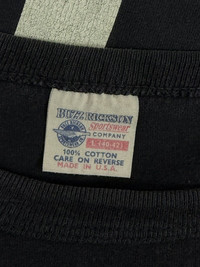 BUZZ RICKSON
Sportswear
COMPANY
L (40-42)
100% COTTON
CARE ON REVERSE
MADE IN U.S.A.